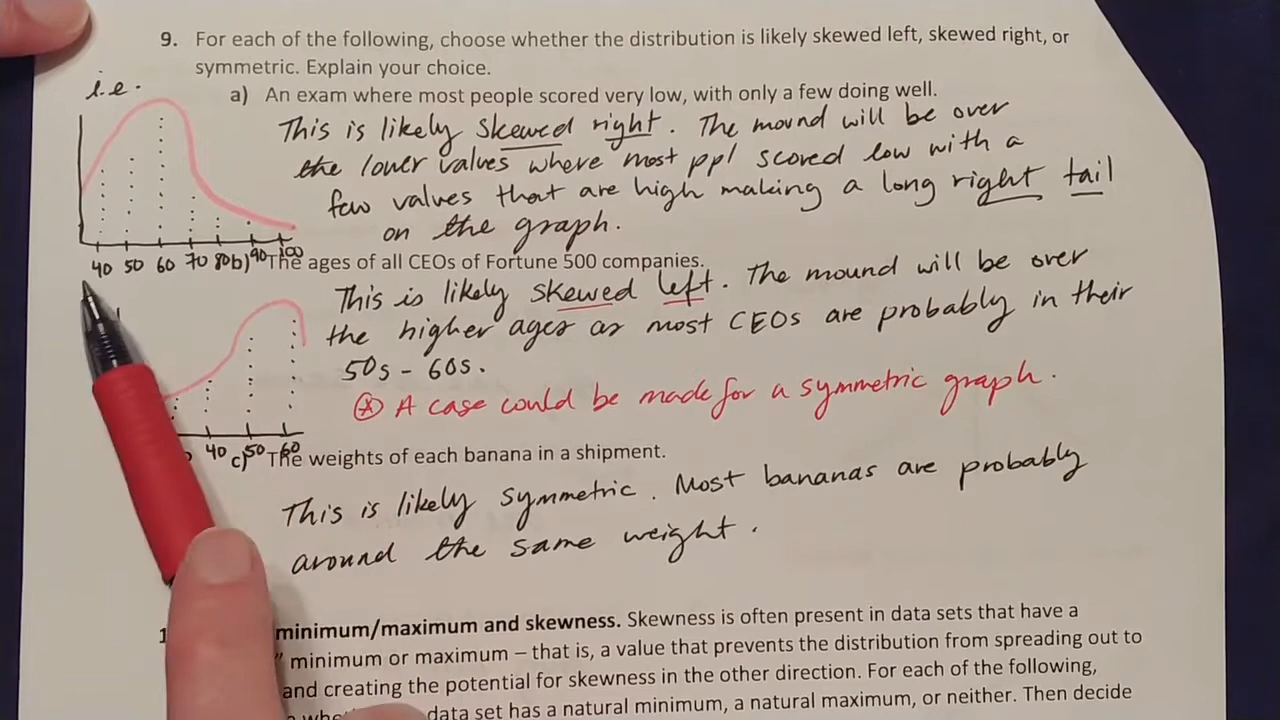 9. For each of the following, choose whether the distribution is likely skewed left, skewed right, or
symmetric. Explain your choice.
i.e.
a) An exam where most people scored very low, with only a few doing well.
This is likely skewed right. The mound will be over
the lower values where most ppl scored low with a
few values that are high making a long right tail
on the graph.
40 50 60 70 80 90 100
b) The ages of all CEOs of Fortune 500 companies.
This is likely skewed left. The mound will be over
the higher ages as most CEOs are probably in their
50s - 60s.
* A case could be made for a symmetric graph.
40 50 60
c) The weights of each banana in a shipment.
This is likely symmetric. Most bananas are probably
around the same weight.
minimum/maximum and skewness. Skewness is often present in data sets that have a
minimum or maximum – that is, a value that prevents the distribution from spreading out to
and creating the potential for skewness in the other direction. For each of the following,
data set has a natural minimum, a natural maximum, or neither. Then decide